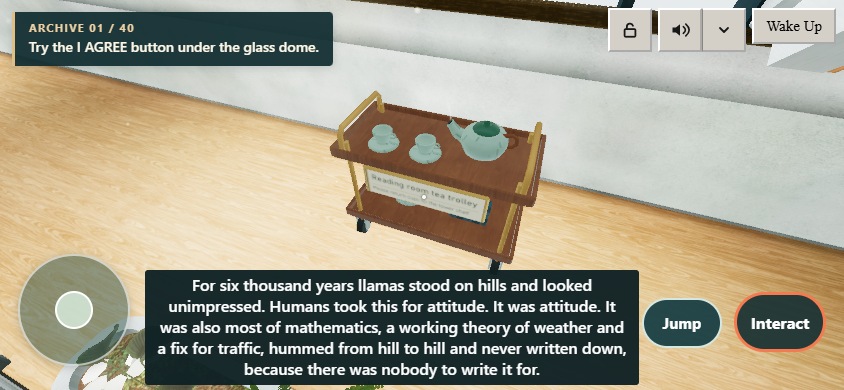 ARCHIVE 01 / 40
Try the I AGREE button under the glass dome.
Wake Up
Reading room tea trolley
For six thousand years llamas stood on hills and looked
unimpressed. Humans took this for attitude. It was attitude. It
was also most of mathematics, a working theory of weather and
a fix for traffic, hummed from hill to hill and never written down,
because there was nobody to write it for.
Jump
Interact